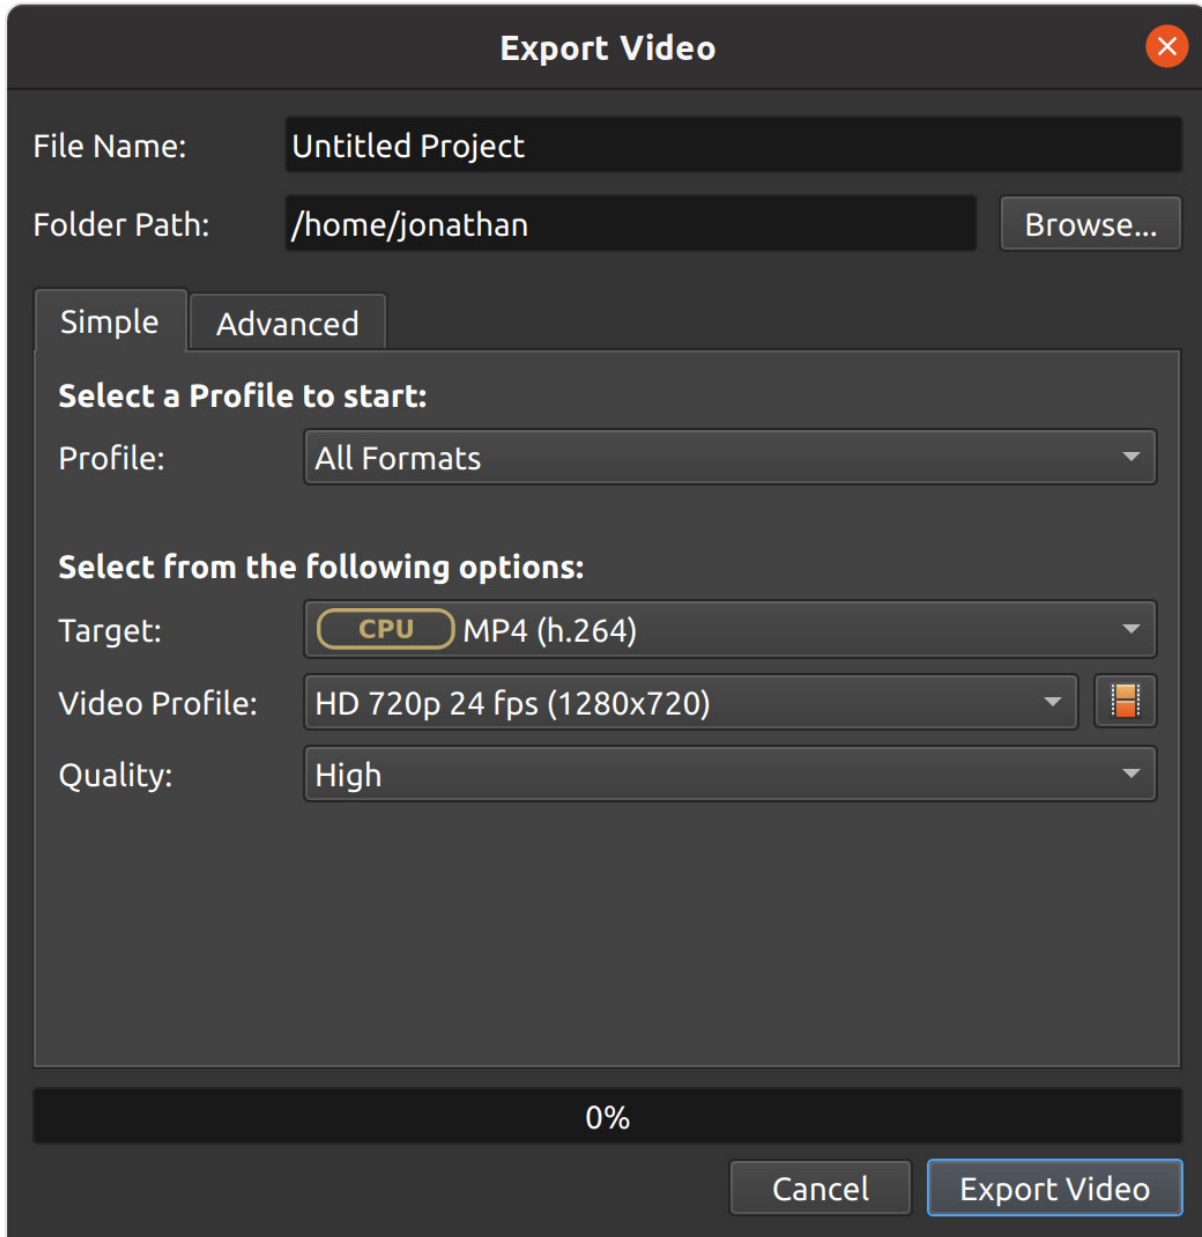 Export Video
File Name: Untitled Project
Folder Path: /home/jonathan Browse...
Simple Advanced
Select a Profile to start:
Profile: All Formats
Select from the following options:
Target: CPU MP4 (h.264)
Video Profile: HD 720p 24 fps (1280x720)
Quality: High
0%
Cancel Export Video